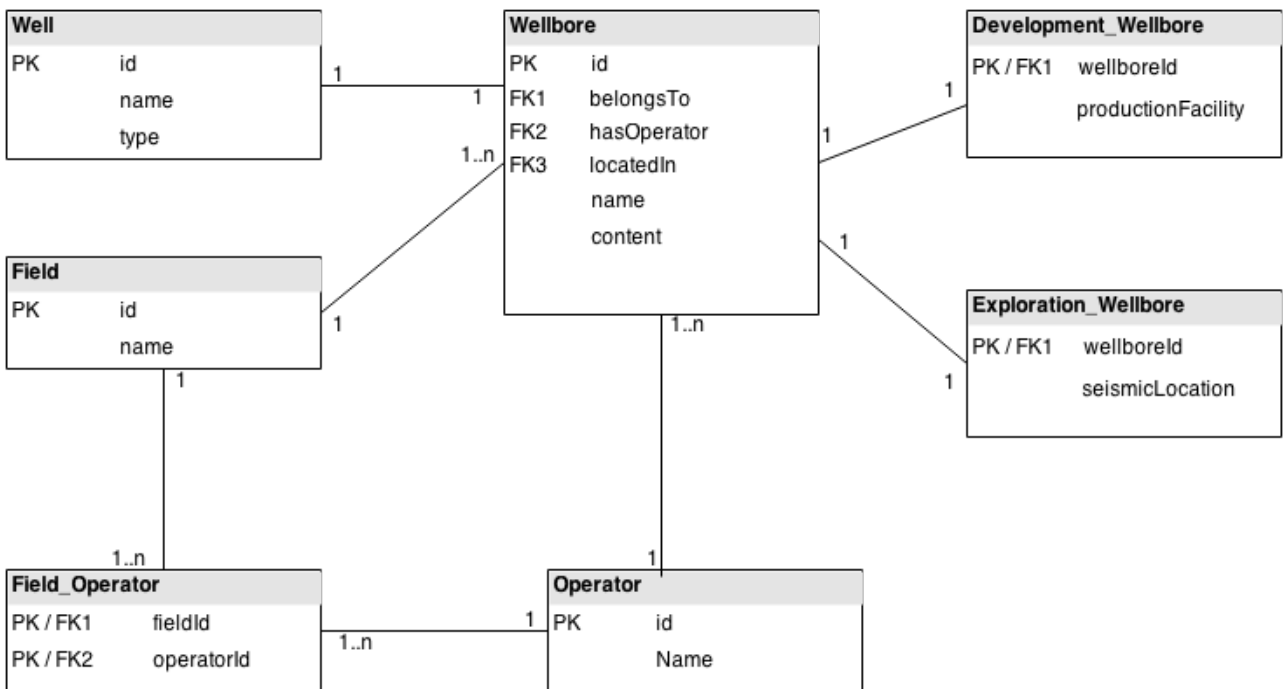 Well
PK id
name
type
1
1
Wellbore
PK id
FK1 belongsTo
FK2 hasOperator
FK3 locatedIn
name
content
1
1
Development_Wellbore
PK / FK1 wellboreId
productionFacility
1..n
1
Field
PK id
name
1
1
Exploration_Wellbore
PK / FK1 wellboreId
seismicLocation
1
1..n
1..n
1
Field_Operator
PK / FK1 fieldId
PK / FK2 operatorId
1..n
1
Operator
PK id
Name